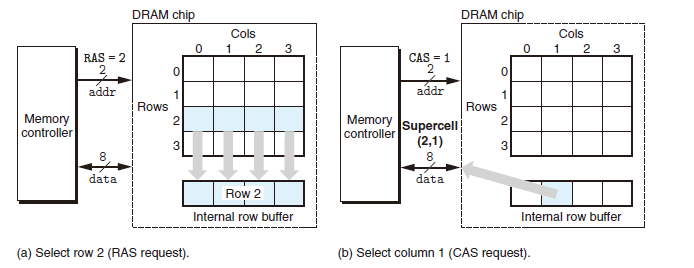 DRAM chip
Cols
0 1 2 3
RAS = 2
2
addr
Rows
0
1
2
3
Memory
controller
8
data
Row 2
Internal row buffer
(a) Select row 2 (RAS request).
DRAM chip
Cols
0 1 2 3
CAS = 1
2
addr
Rows
0
1
2
3
Memory
controller
Supercell
(2,1)
8
data
Internal row buffer
(b) Select column 1 (CAS request).